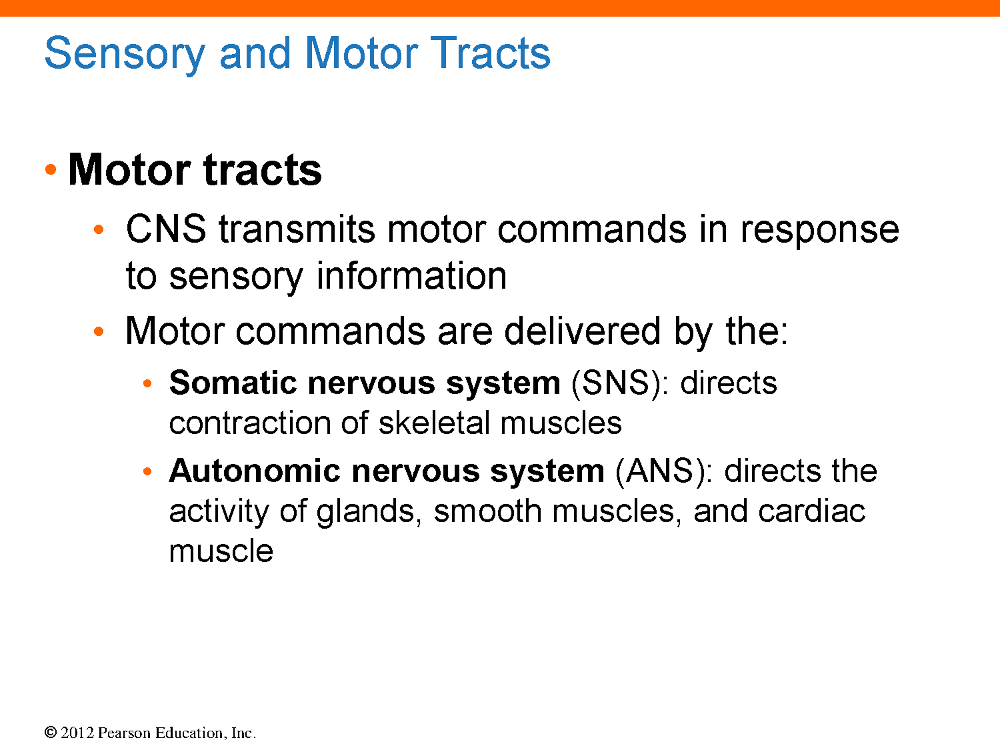 Sensory and Motor Tracts
• Motor tracts
• CNS transmits motor commands in response
to sensory information
• Motor commands are delivered by the:
• Somatic nervous system (SNS): directs
contraction of skeletal muscles
• Autonomic nervous system (ANS): directs the
activity of glands, smooth muscles, and cardiac
muscle
© 2012 Pearson Education, Inc.